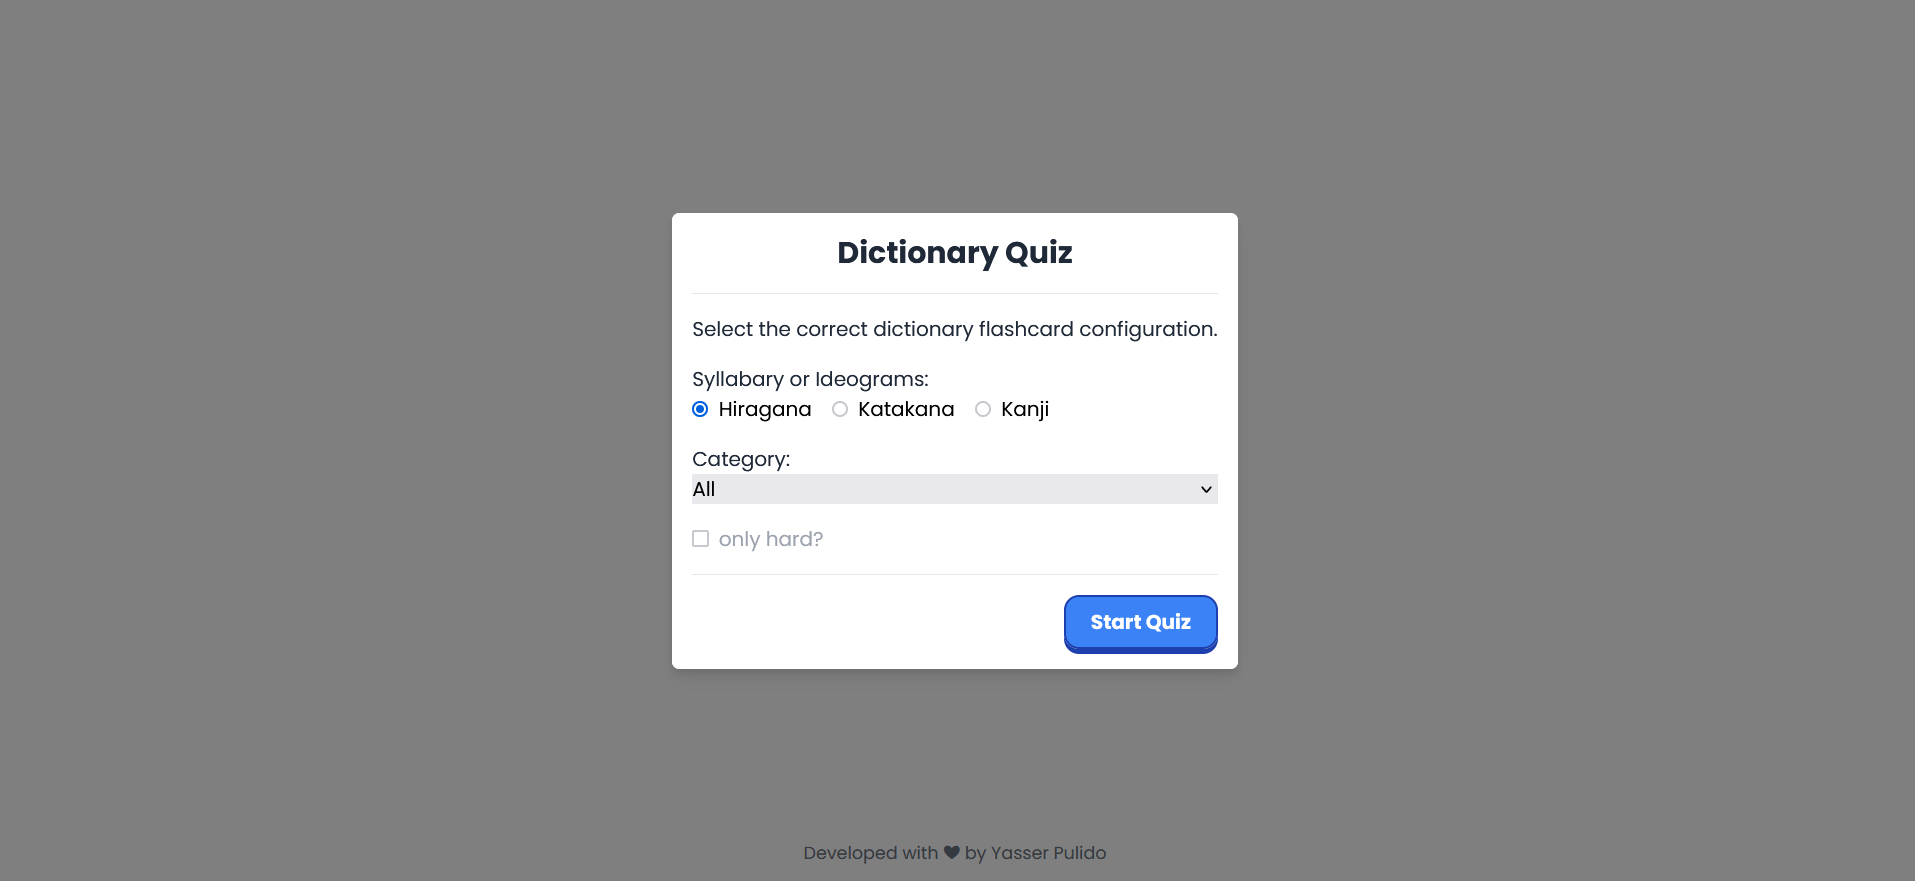 Dictionary Quiz
Select the correct dictionary flashcard configuration.
Syllabary or Ideograms:
Hiragana Katakana Kanji
Category:
All
only hard?
Start Quiz
Developed with ♥ by Yasser Pulido